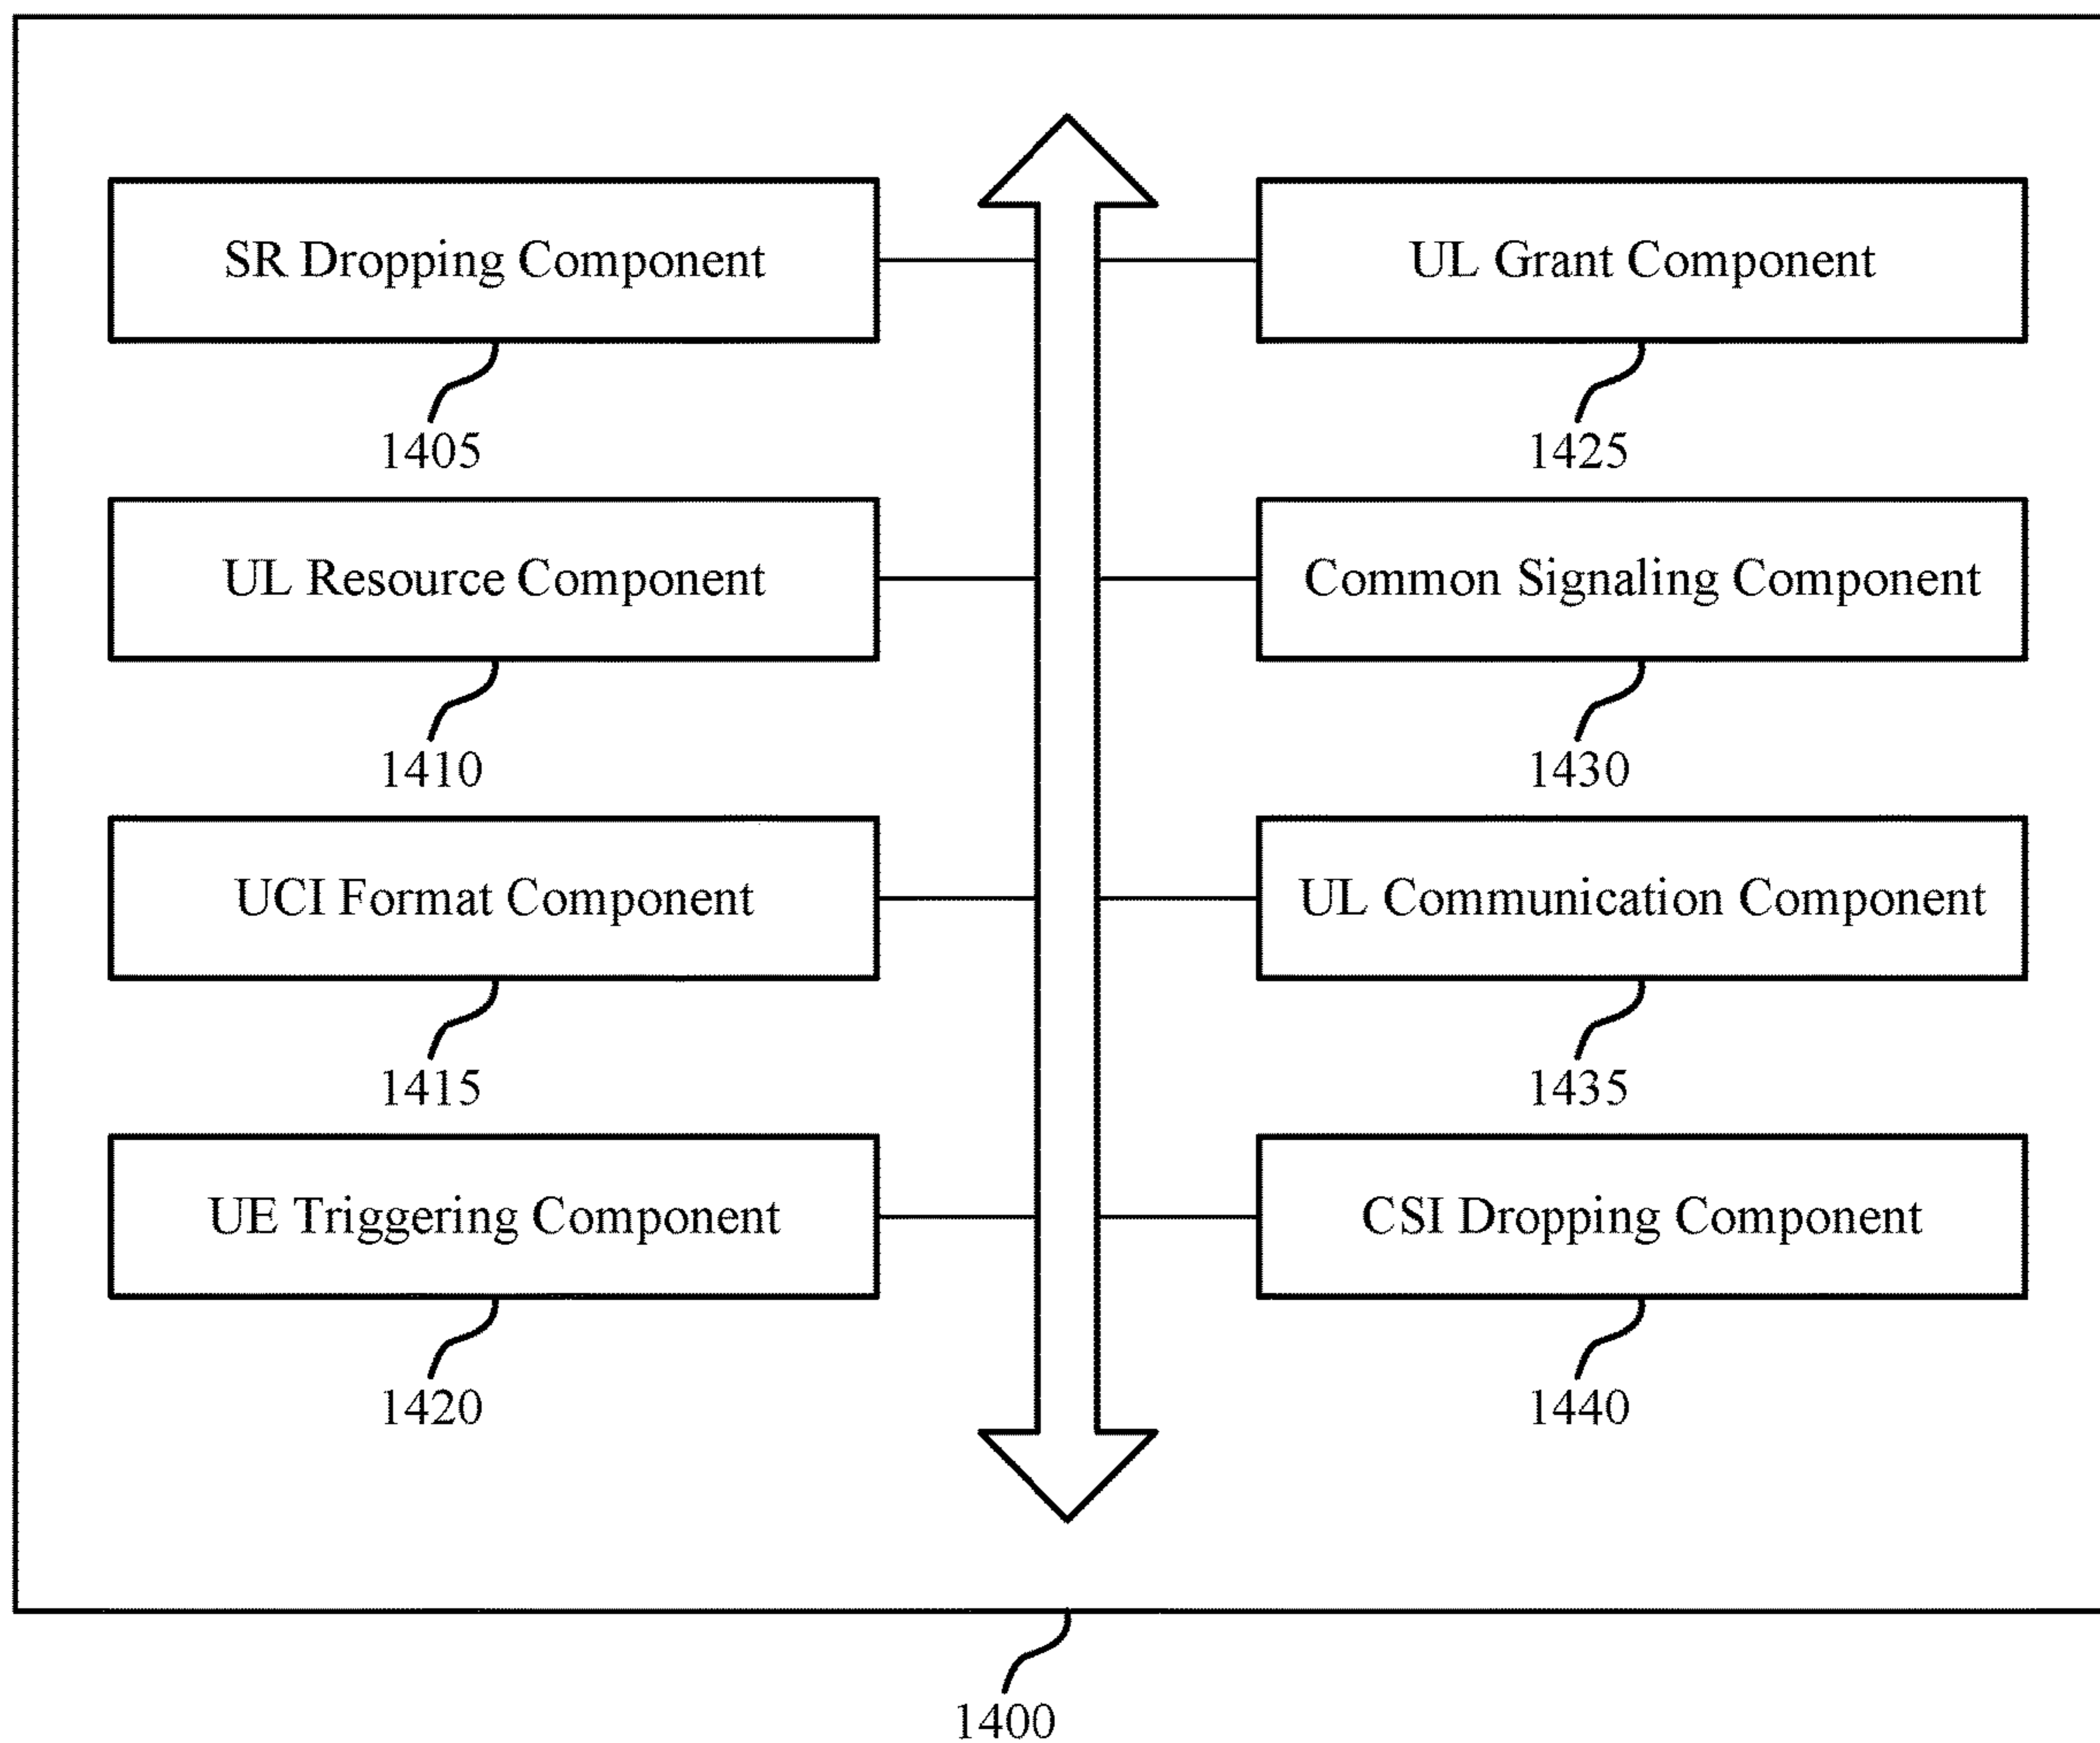 SR Dropping Component
1405
UL Resource Component
1410
UCI Format Component
1415
UE Triggering Component
1420
UL Grant Component
1425
Common Signaling Component
1430
UL Communication Component
1435
CSI Dropping Component
1440
1400